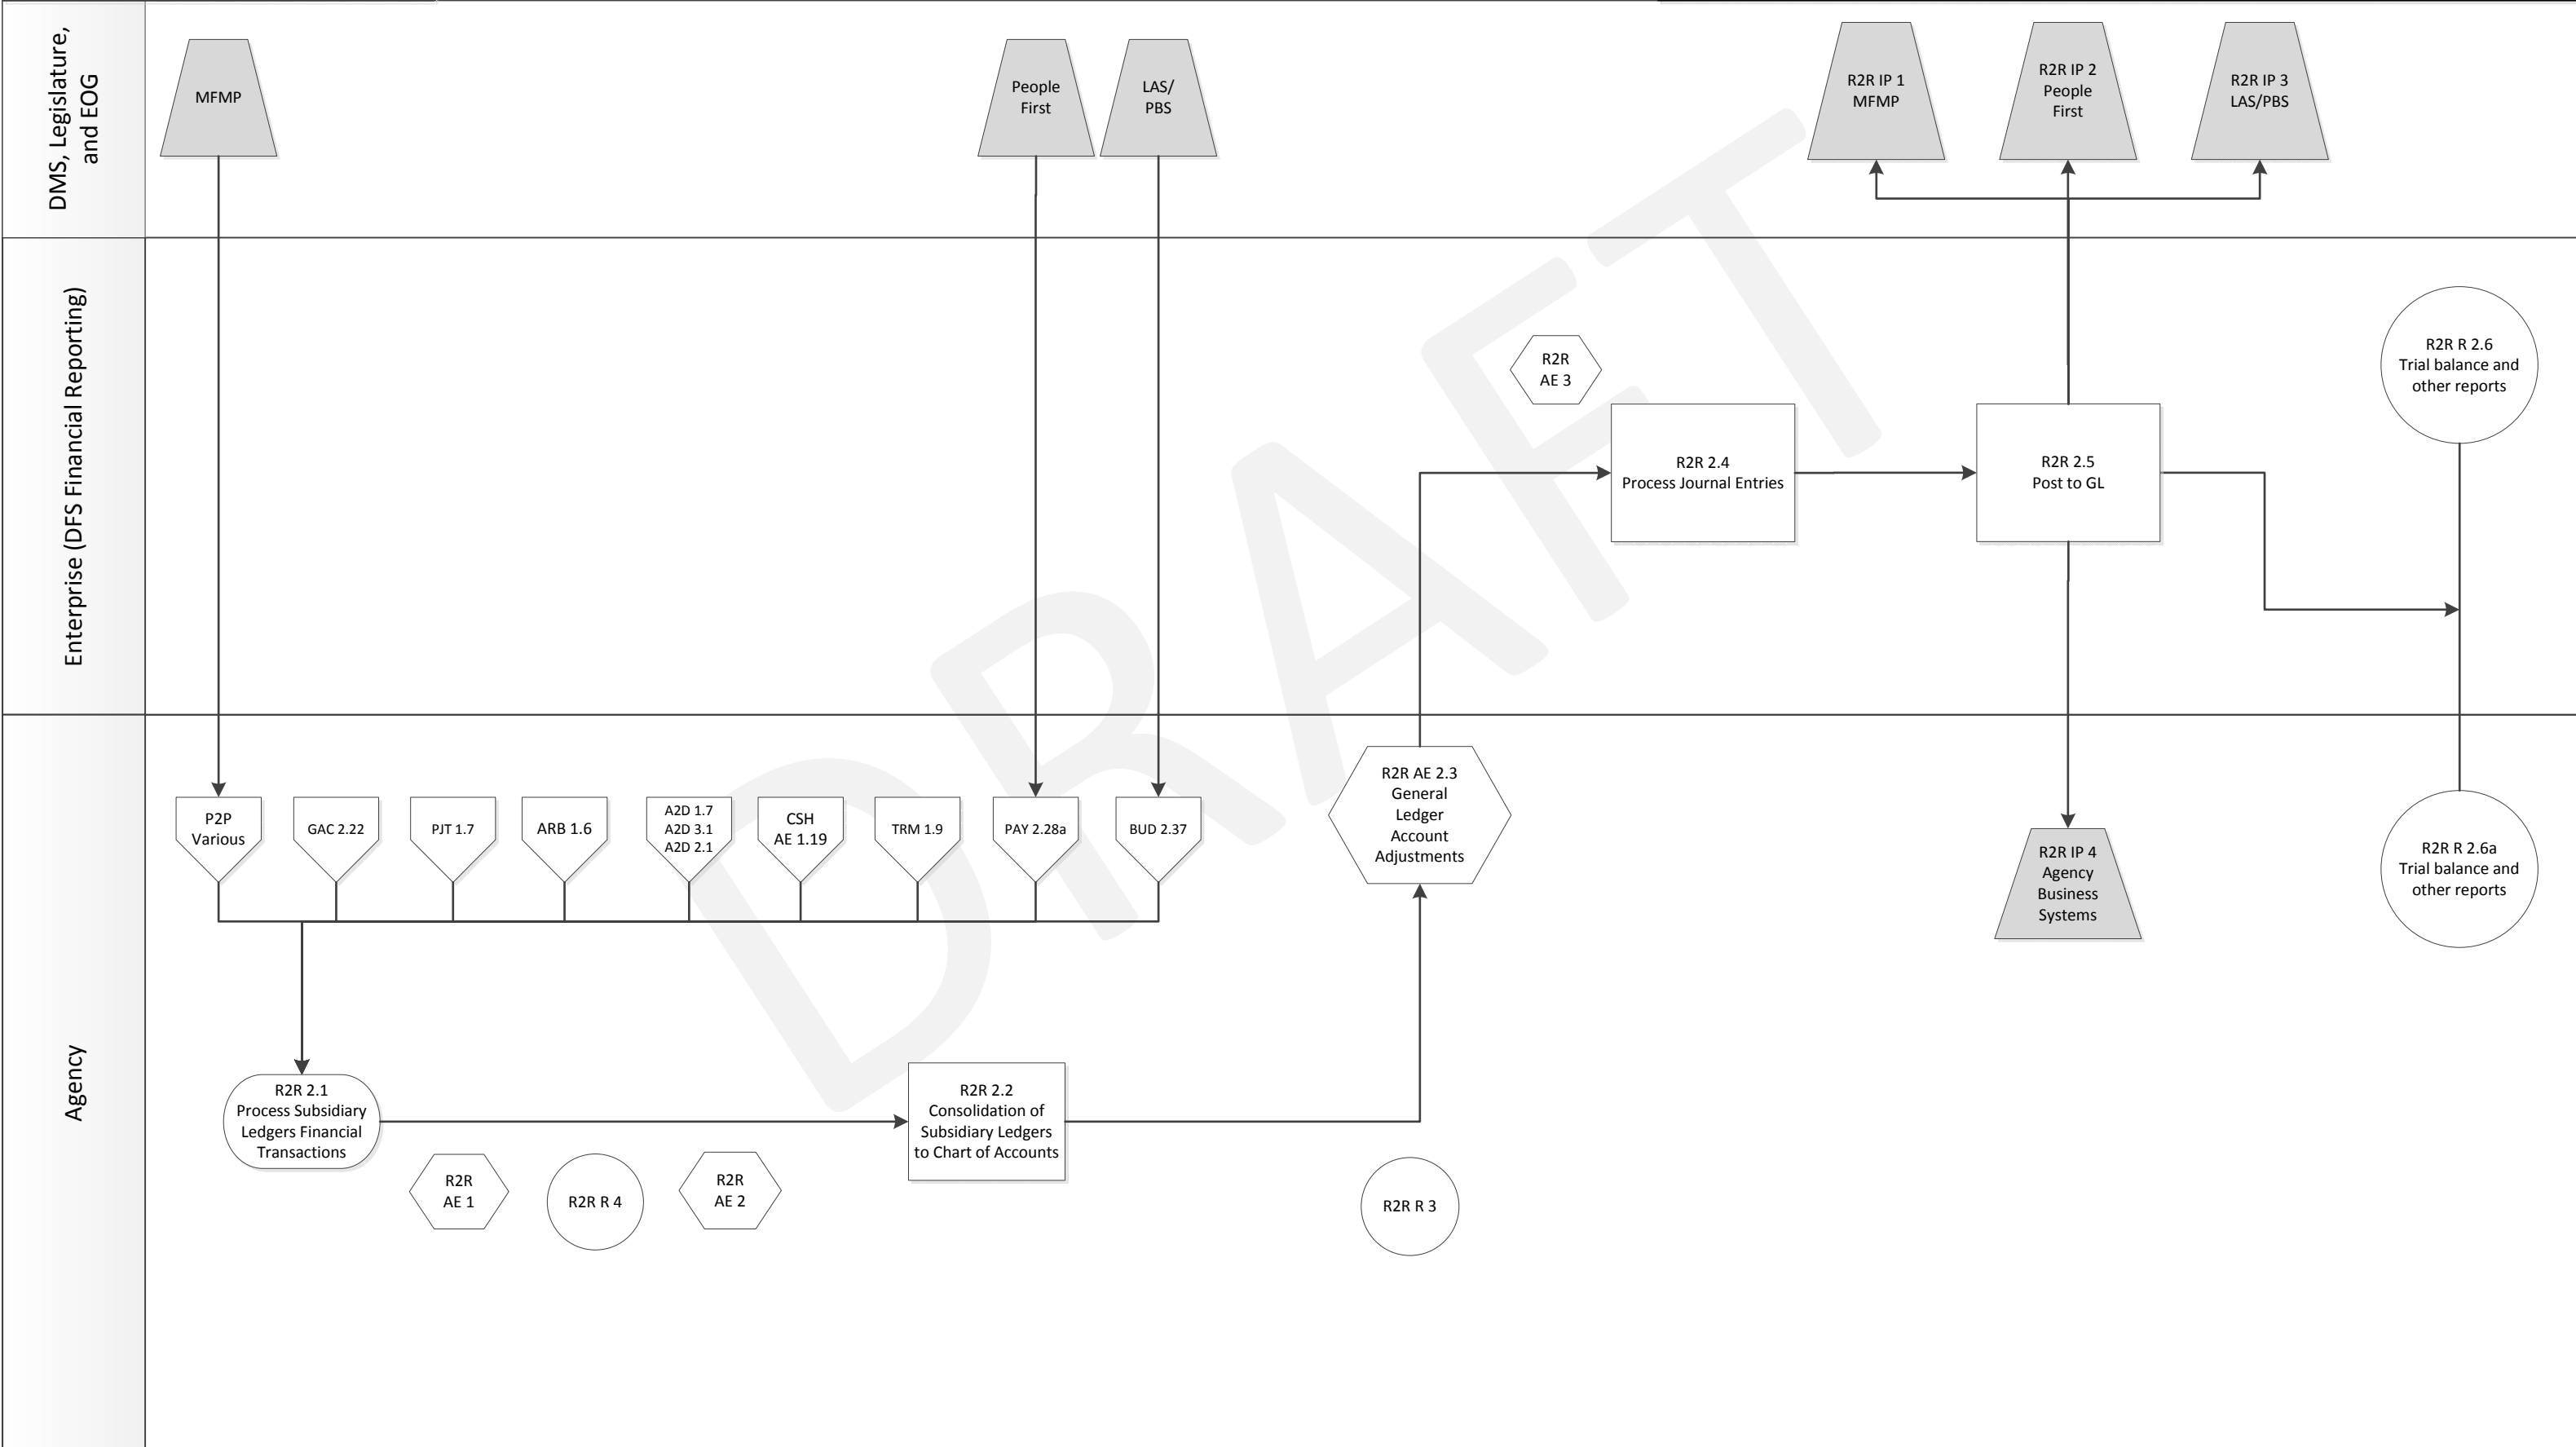 DMS, Legislature,
and EOG
MFMP
People
First
LAS/
PBS
R2R IP 1
MFMP
R2R IP 2
People
First
R2R IP 3
LAS/PBS
Enterprise (DFS Financial Reporting)
R2R
AE 3
R2R 2.4
Process Journal Entries
R2R 2.5
Post to GL
R2R R 2.6
Trial balance and
other reports
DRAFT
Agency
P2P
Various
GAC 2.22
PJT 1.7
ARB 1.6
A2D 1.7
A2D 3.1
A2D 2.1
CSH
AE 1.19
TRM 1.9
PAY 2.28a
BUD 2.37
R2R AE 2.3
General
Ledger
Account
Adjustments
R2R IP 4
Agency
Business
Systems
R2R R 2.6a
Trial balance and
other reports
R2R 2.1
Process Subsidiary
Ledgers Financial
Transactions
R2R 2.2
Consolidation of
Subsidiary Ledgers
to Chart of Accounts
R2R
AE 1
R2R R 4
R2R
AE 2
R2R R 3